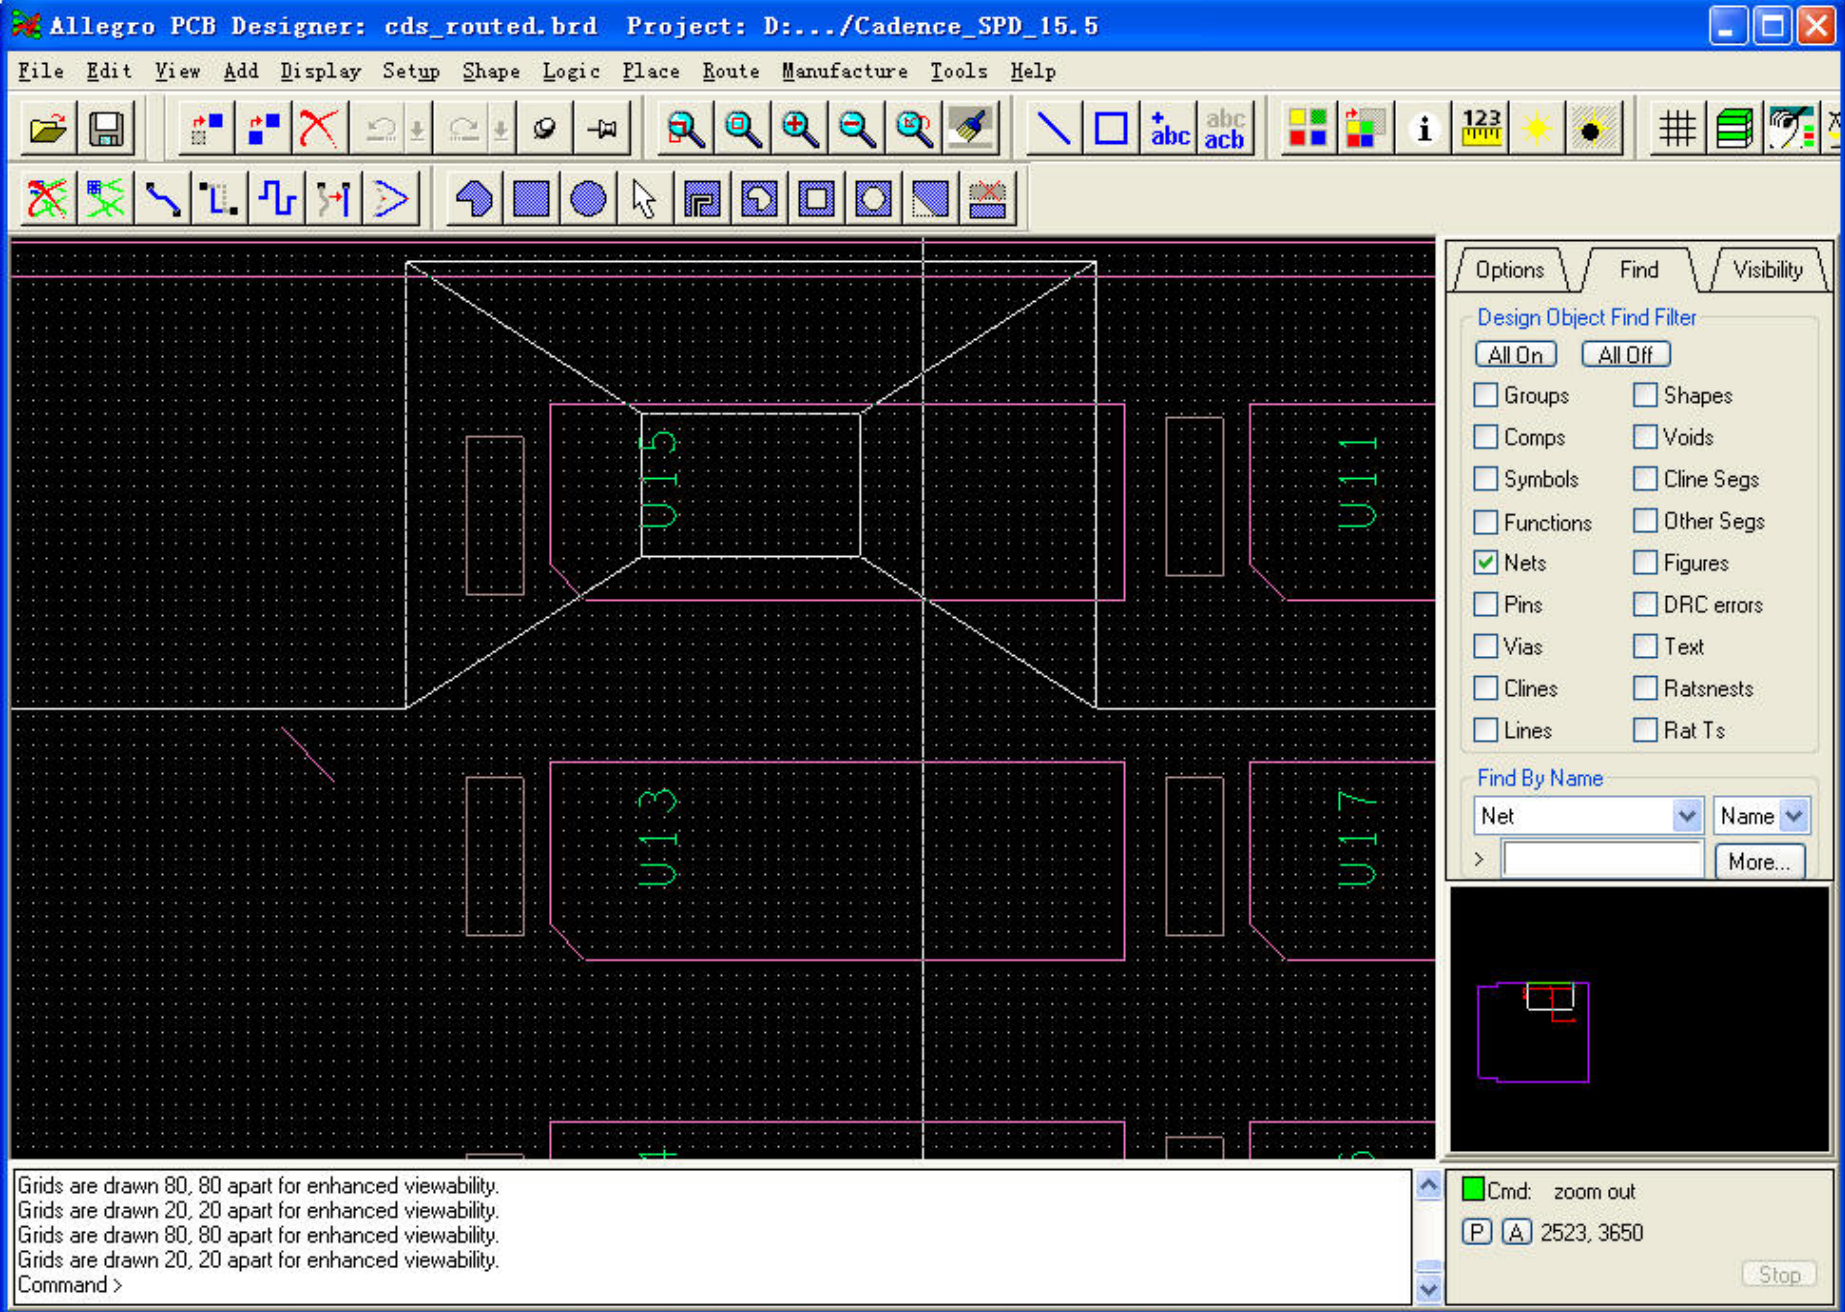 Allegro PCB Designer: cds_routed.brd Project: D:.../Cadence_SPD_15.5
File Edit View Add Display Setup Shape Logic Place Route Manufacture Tools Help
+abc
abc acb
i
123
Options Find Visibility
Design Object Find Filter
All On All Off
Groups Shapes
Comps Voids
Symbols Cline Segs
Functions Other Segs
Nets Figures
Pins DRC errors
Vias Text
Clines Ratsnests
Lines Rat Ts
Find By Name
Net Name
> More...
U15
U11
U13
U17
Grids are drawn 80, 80 apart for enhanced viewability.
Grids are drawn 20, 20 apart for enhanced viewability.
Grids are drawn 80, 80 apart for enhanced viewability.
Grids are drawn 20, 20 apart for enhanced viewability.
Command >
Cmd: zoom out
P A 2523, 3650
Stop